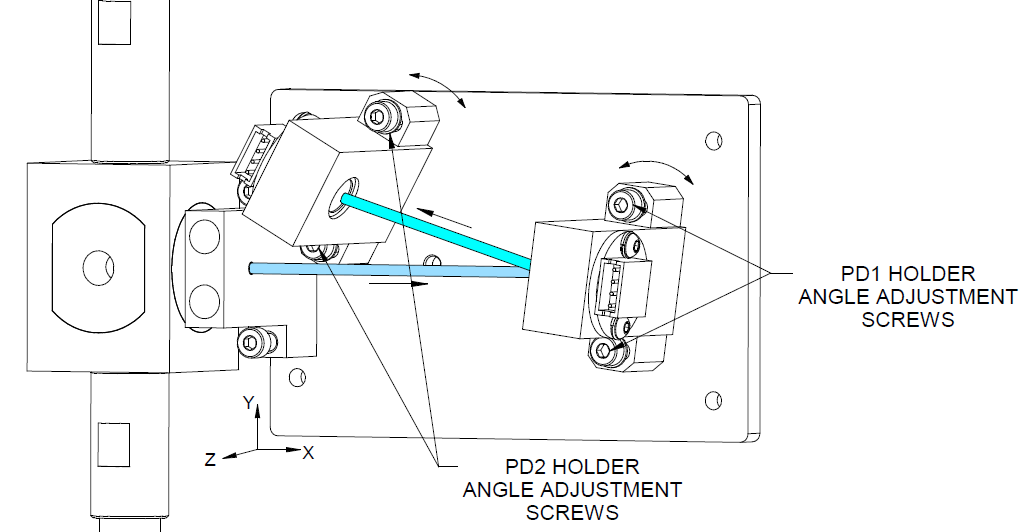 PD1 HOLDER
ANGLE ADJUSTMENT
SCREWS
Y
Z
X
PD2 HOLDER
ANGLE ADJUSTMENT
SCREWS